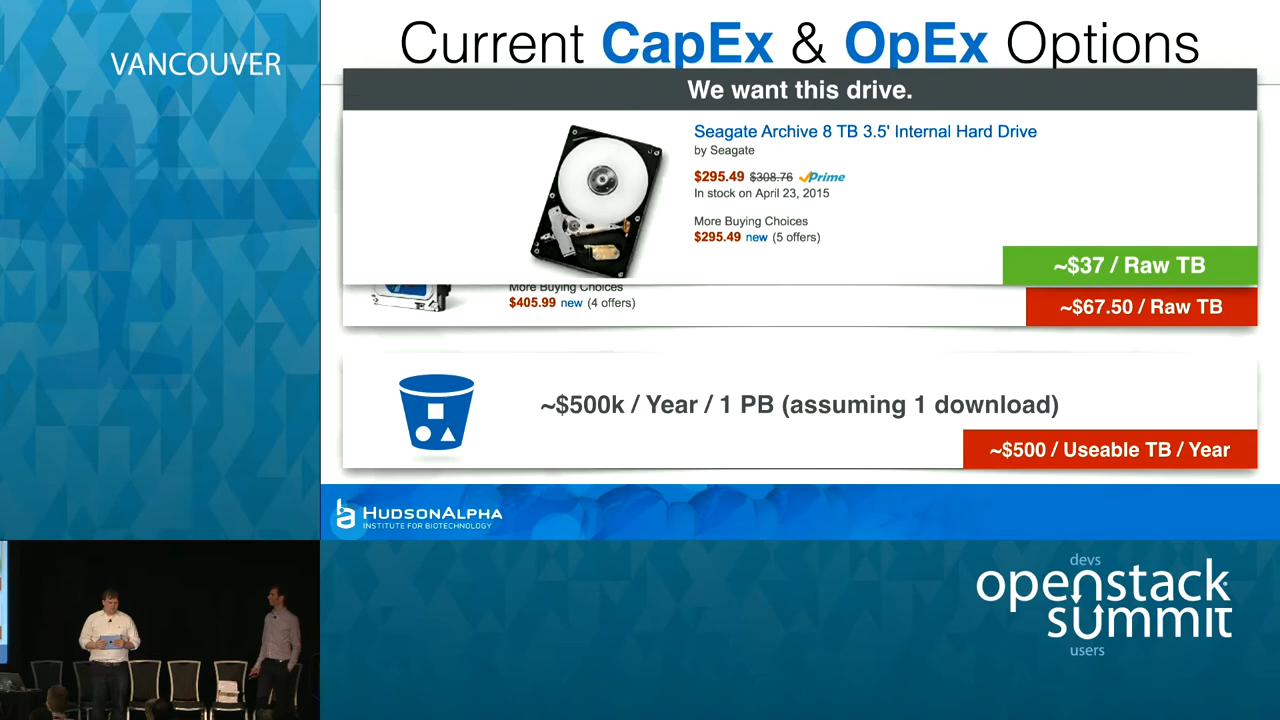 VANCOUVER
Current CapEx & OpEx Options
We want this drive.
Seagate Archive 8 TB 3.5' Internal Hard Drive
by Seagate
$295.49 $308.76 Prime
In stock on April 23, 2015
More Buying Choices
$295.49 new (5 offers)
~$37 / Raw TB
More Buying Choices
$405.99 new (4 offers)
~$67.50 / Raw TB
~$500k / Year / 1 PB (assuming 1 download)
~$500 / Useable TB / Year
HUDSONALPHA
INSTITUTE FOR BIOTECHNOLOGY
devs
openstack
summit
users